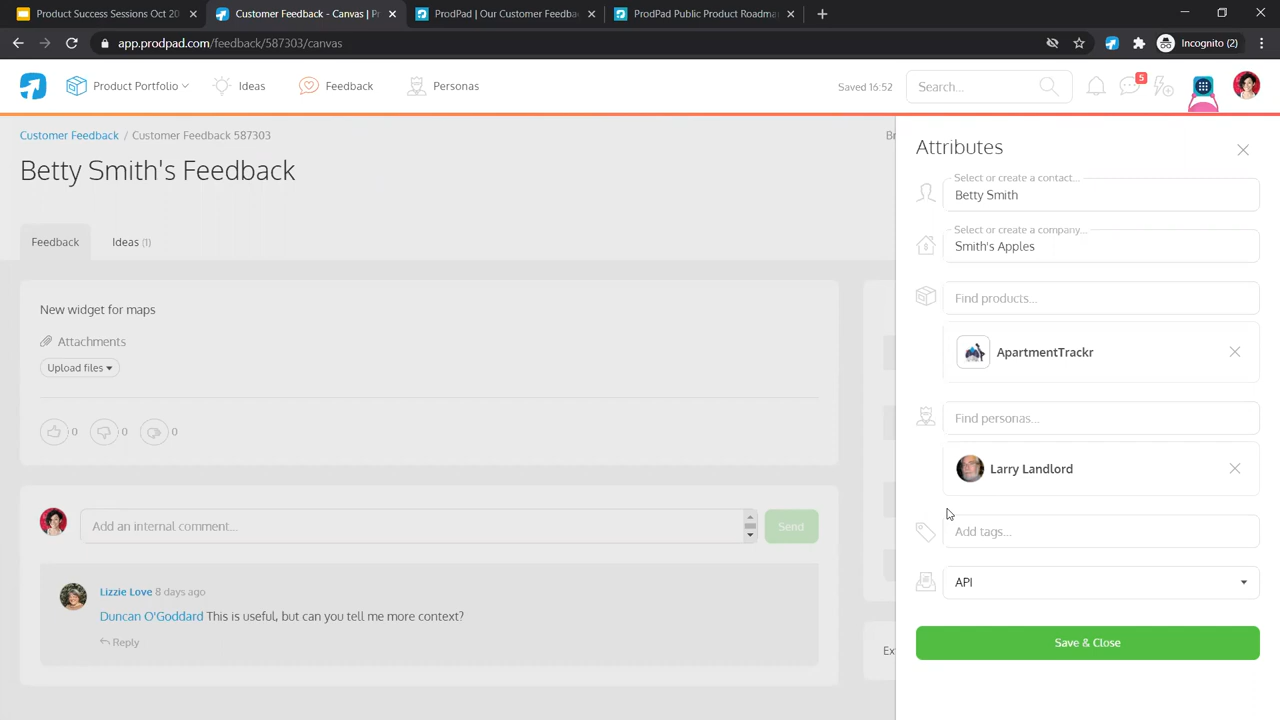 Product Success Sessions Oct 20
Customer Feedback - Canvas | Pr
ProdPad | Our Customer Feedba
ProdPad Public Product Roadma
app.prodpad.com/feedback/587303/canvas
Incognito (2)
Product Portfolio
Ideas
Feedback
Personas
Saved 16:52
Search...
5
Customer Feedback / Customer Feedback 587303
Br
Betty Smith's Feedback
Feedback
Ideas (1)
New widget for maps
Attachments
Upload files
0
0
0
Add an internal comment...
Send
Lizzie Love 8 days ago
Duncan O'Goddard This is useful, but can you tell me more context?
Reply
Ex
Attributes
Select or create a contact...
Betty Smith
Select or create a company...
Smith's Apples
Find products...
ApartmentTrackr
Find personas...
Larry Landlord
Add tags...
API
Save & Close